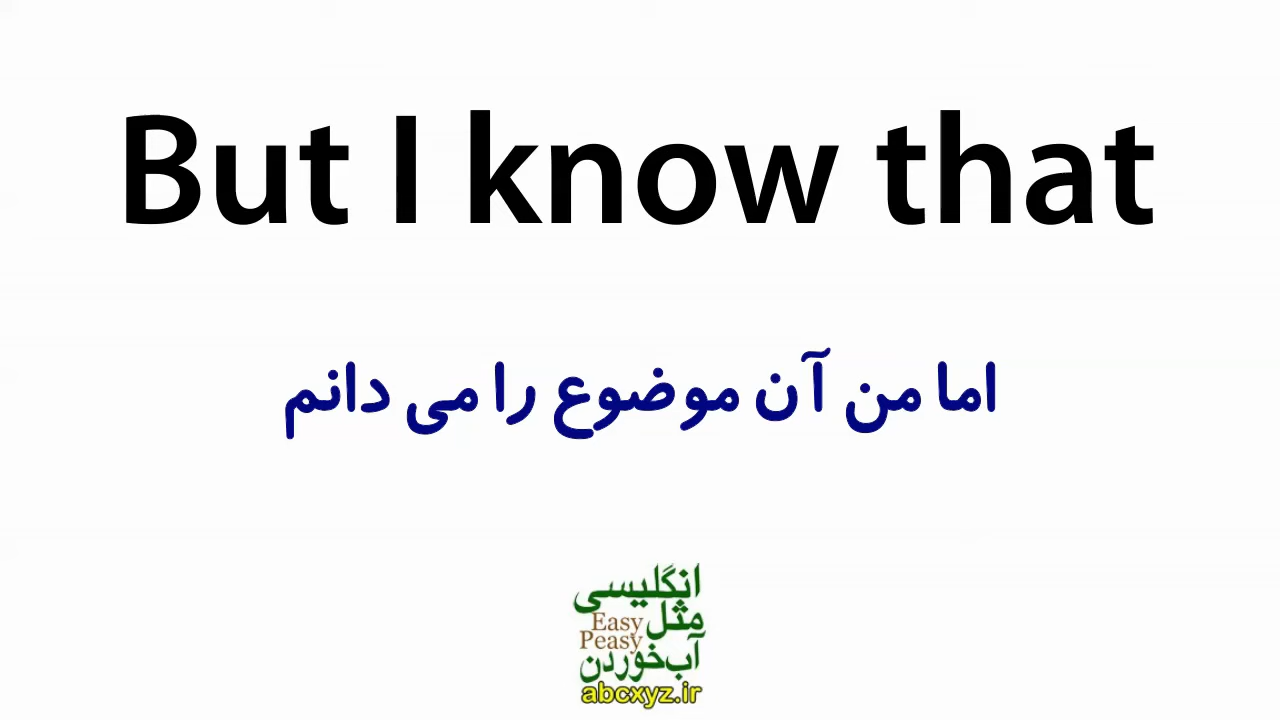 But I know that
اما من آن موضوع را می دانم
انگلیسی
مثل Easy
Peasy
آب‌خوردن
abcxyz.ir